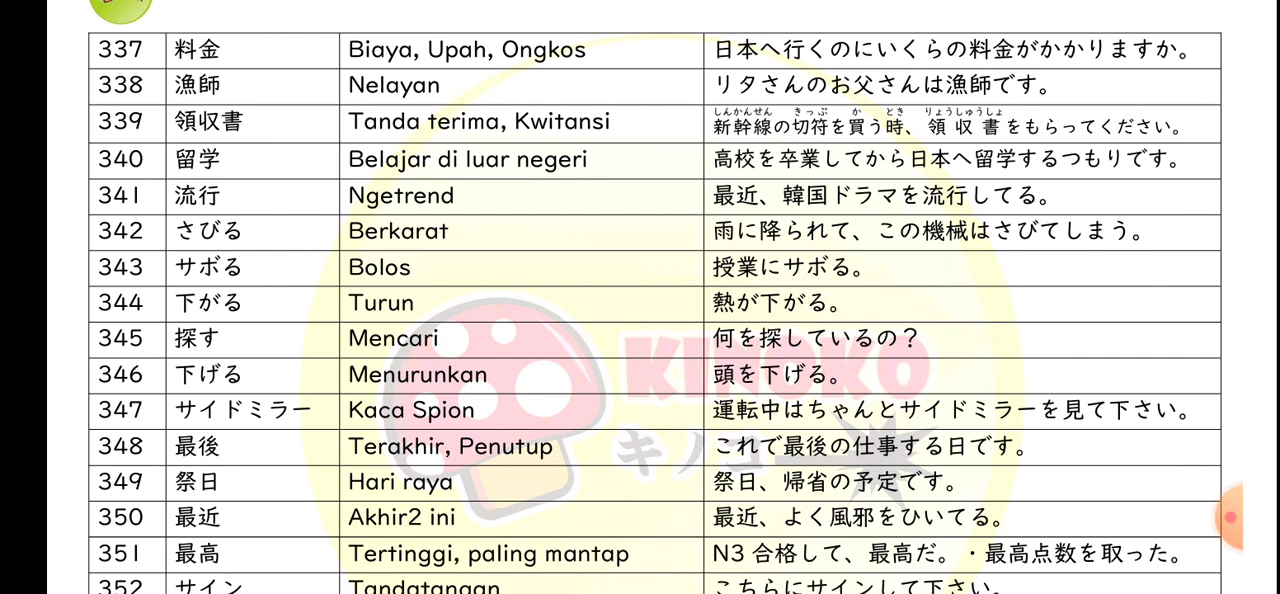 337 料金 Biaya, Upah, Ongkos 日本へ行くのにいくらの料金がかかりますか。
338 漁師 Nelayan リタさんのお父さんは漁師です。
しんかんせん きっぷ か とき りょうしゅうしょ
339 領収書 Tanda terima, Kwitansi 新幹線の切符を買う時、領収書をもらってください。
340 留学 Belajar di luar negeri 高校を卒業してから日本へ留学するつもりです。
341 流行 Ngetrend 最近、韓国ドラマを流行してる。
342 さびる Berkarat 雨に降られて、この機械はさびてしまう。
343 サボる Bolos 授業にサボる。
344 下がる Turun 熱が下がる。
345 探す Mencari 何を探しているの？
346 下げる Menurunkan 頭を下げる。
347 サイドミラー Kaca Spion 運転中はちゃんとサイドミラーを見て下さい。
348 最後 Terakhir, Penutup これで最後の仕事する日です。
349 祭日 Hari raya 祭日、帰省の予定です。
350 最近 Akhir2 ini 最近、よく風邪をひいてる。
351 最高 Tertinggi, paling mantap N3 合格して、最高だ。・最高点数を取った。
352 サイン Tandatangan こちらにサインして下さい。
KINOKO
キノコー